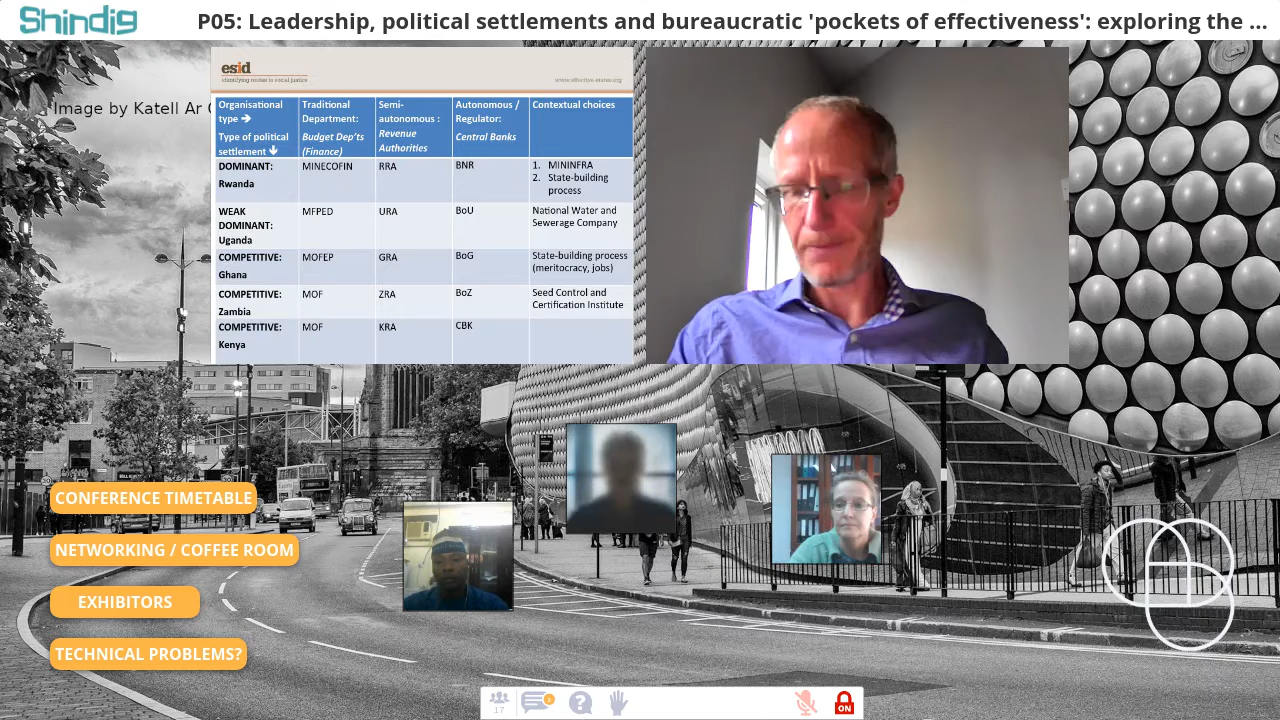 Shindig
P05: Leadership, political settlements and bureaucratic 'pockets of effectiveness': exploring the ...
Image by Katell Ar
esid
identifying routes to social justice
www.effective-states.org
Organisational type → Type of political settlement ↓
Traditional Department: Budget Dep'ts (Finance)
Semi-autonomous : Revenue Authorities
Autonomous / Regulator: Central Banks
Contextual choices
DOMINANT: Rwanda
MINECOFIN
RRA
BNR
1. MININFRA
2. State-building process
WEAK DOMINANT: Uganda
MFPED
URA
BoU
National Water and Sewerage Company
COMPETITIVE: Ghana
MOFEP
GRA
BoG
State-building process (meritocracy, jobs)
COMPETITIVE: Zambia
MOF
ZRA
BoZ
Seed Control and Certification Institute
COMPETITIVE: Kenya
MOF
KRA
CBK
CONFERENCE TIMETABLE
NETWORKING / COFFEE ROOM
EXHIBITORS
TECHNICAL PROBLEMS?
17
ON